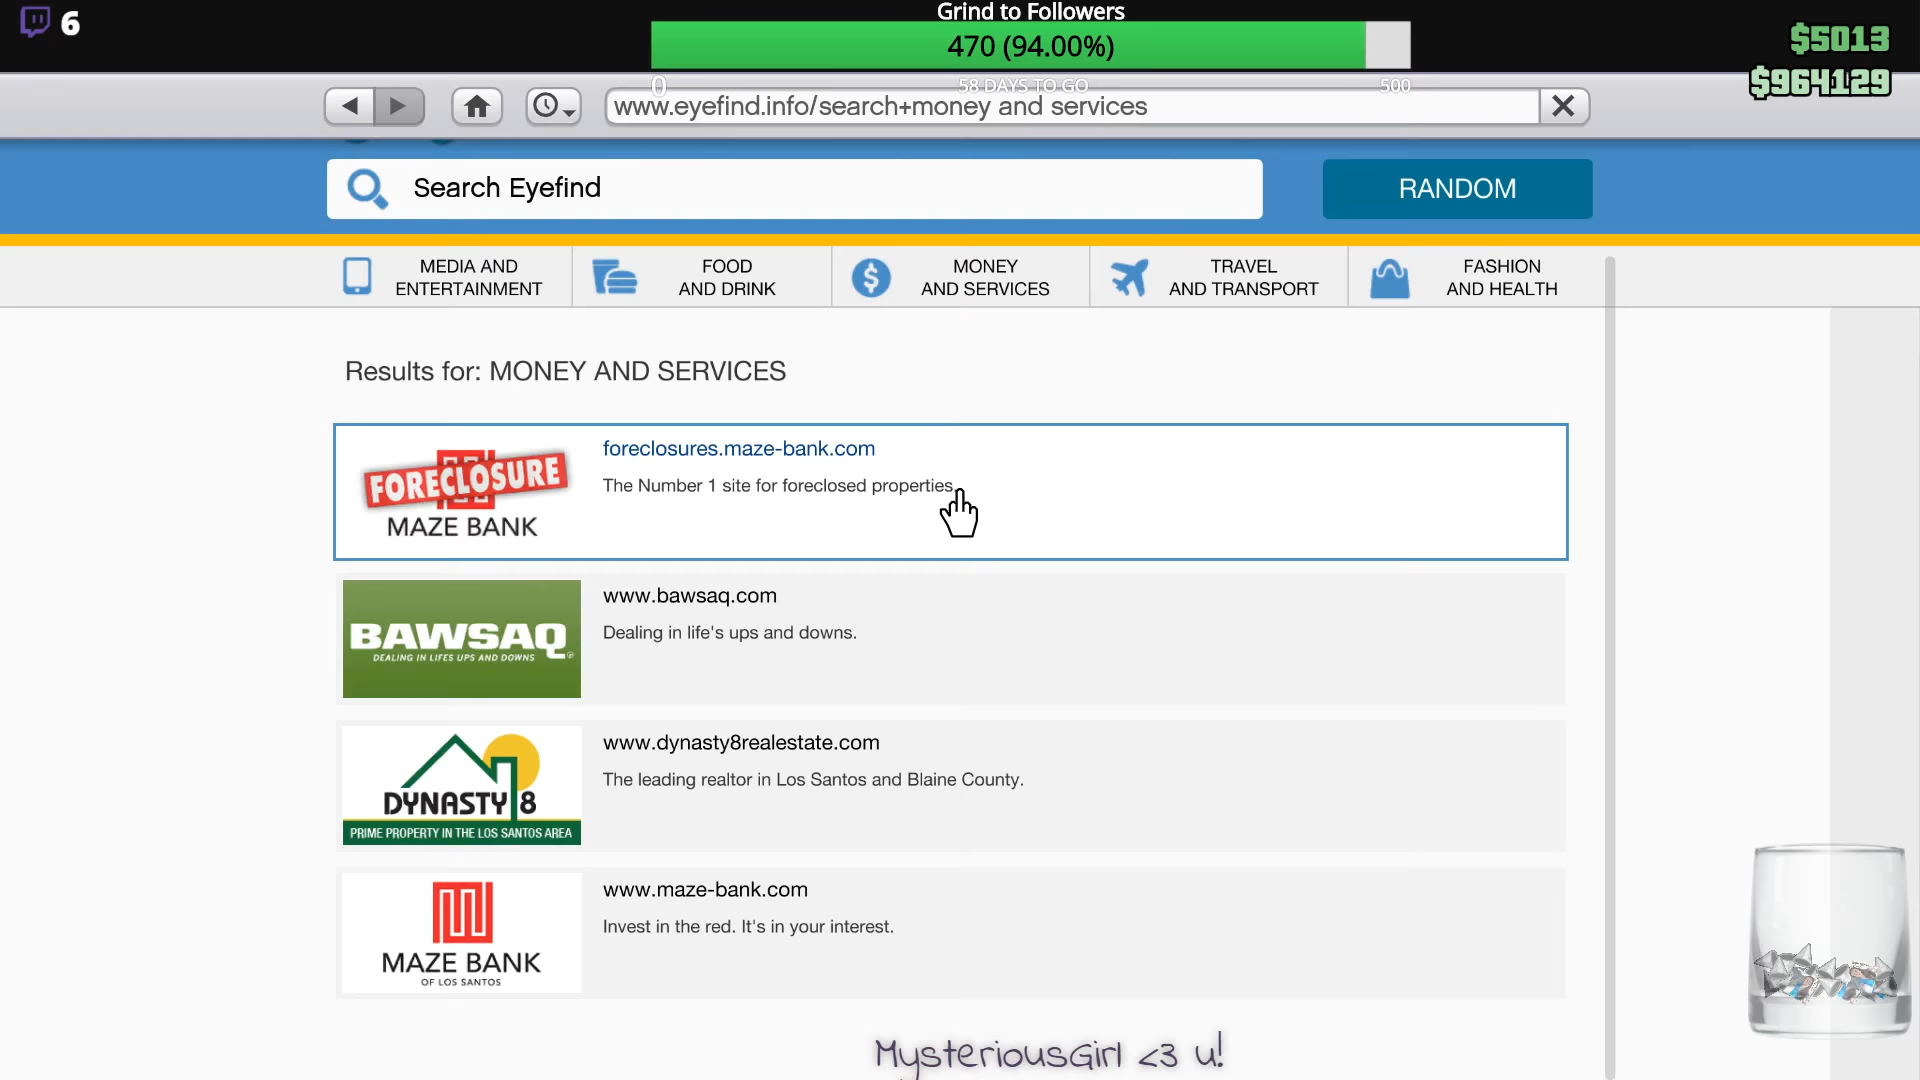 6
Grind to Followers
470 (94.00%)
0
58 DAYS TO GO
500
$5013
$964129
www.eyefind.info/search+money and services
Search Eyefind
RANDOM
MEDIA AND
ENTERTAINMENT
FOOD
AND DRINK
MONEY
AND SERVICES
TRAVEL
AND TRANSPORT
FASHION
AND HEALTH
Results for: MONEY AND SERVICES
FORECLOSURE
MAZE BANK
foreclosures.maze-bank.com
The Number 1 site for foreclosed properties.
BAWSAQ
DEALING IN LIFES UPS AND DOWNS
www.bawsaq.com
Dealing in life's ups and downs.
DYNASTY 8
PRIME PROPERTY IN THE LOS SANTOS AREA
www.dynasty8realestate.com
The leading realtor in Los Santos and Blaine County.
MAZE BANK
OF LOS SANTOS
www.maze-bank.com
Invest in the red. It's in your interest.
MysteriousGirl <3 u!